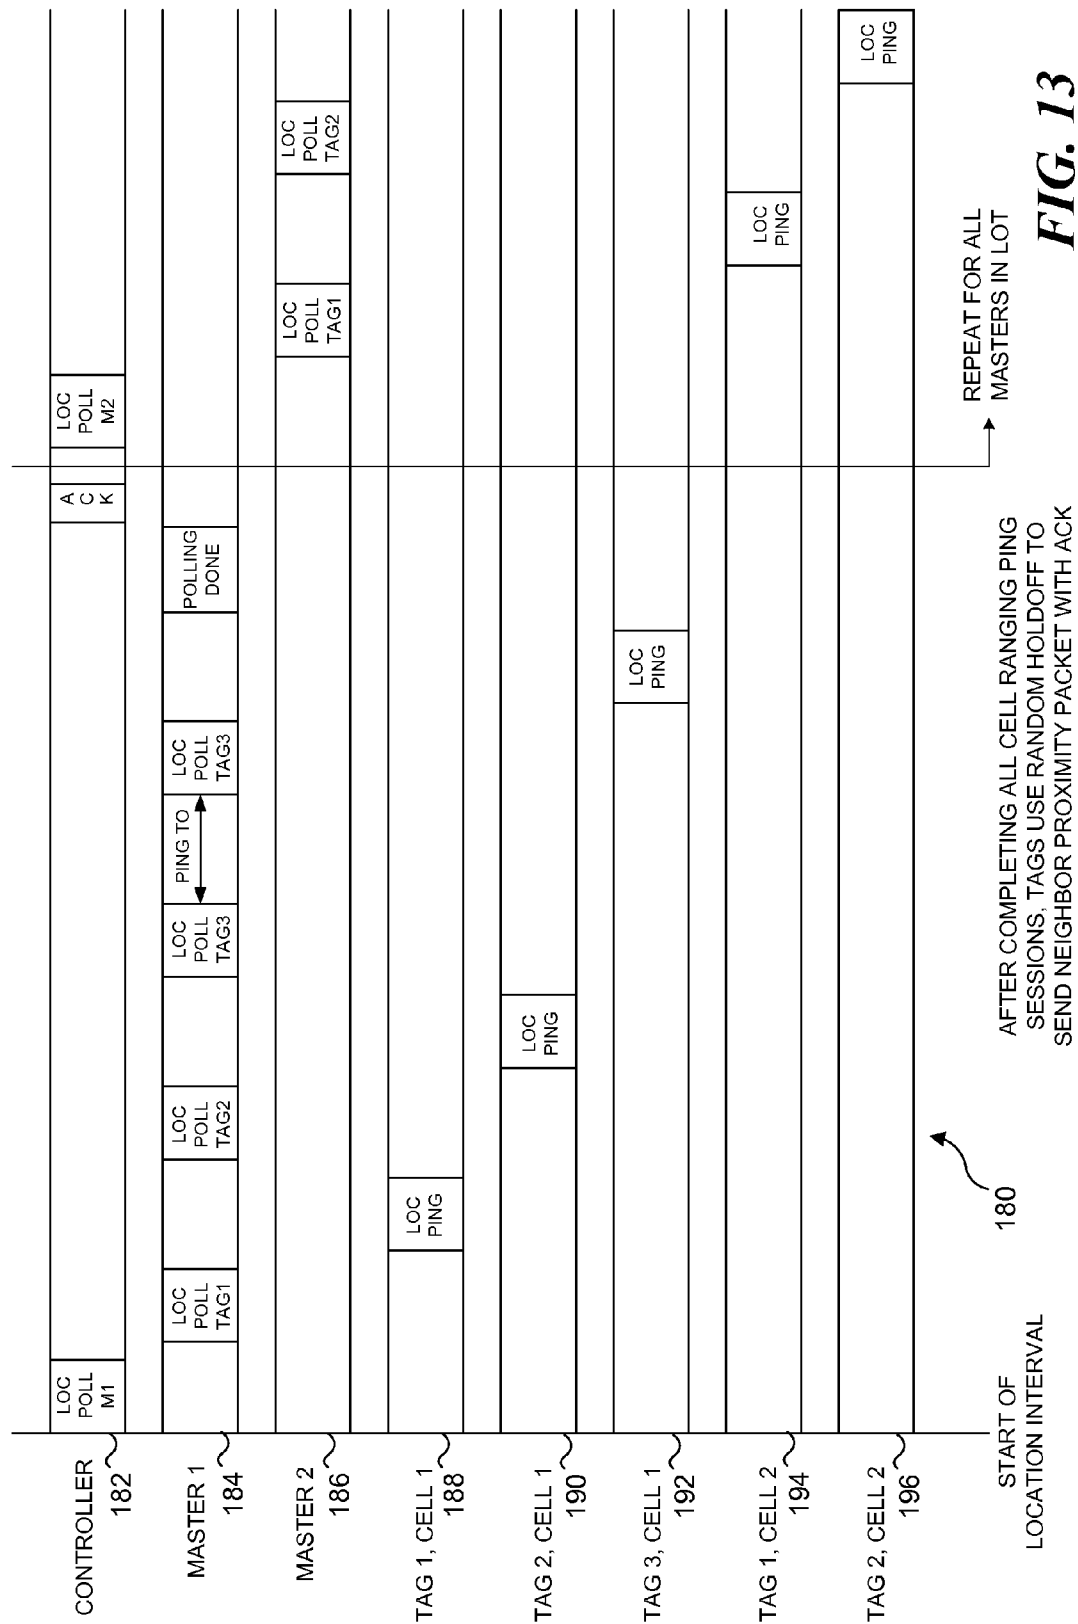 CONTROLLER
182
LOC
POLL
M1
A
C
K
LOC
POLL
M2
MASTER 1
184
LOC
POLL
TAG1
LOC
POLL
TAG2
LOC
POLL
TAG3
PING TO
LOC
POLL
TAG3
POLLING
DONE
MASTER 2
186
LOC
POLL
TAG1
LOC
POLL
TAG2
TAG 1, CELL 1
188
LOC
PING
TAG 2, CELL 1
190
LOC
PING
TAG 3, CELL 1
192
LOC
PING
TAG 1, CELL 2
194
LOC
PING
TAG 2, CELL 2
196
LOC
PING
START OF
LOCATION INTERVAL
180
AFTER COMPLETING ALL CELL RANGING PING
SESSIONS, TAGS USE RANDOM HOLDOFF TO
SEND NEIGHBOR PROXIMITY PACKET WITH ACK
REPEAT FOR ALL
MASTERS IN LOT
FIG. 13